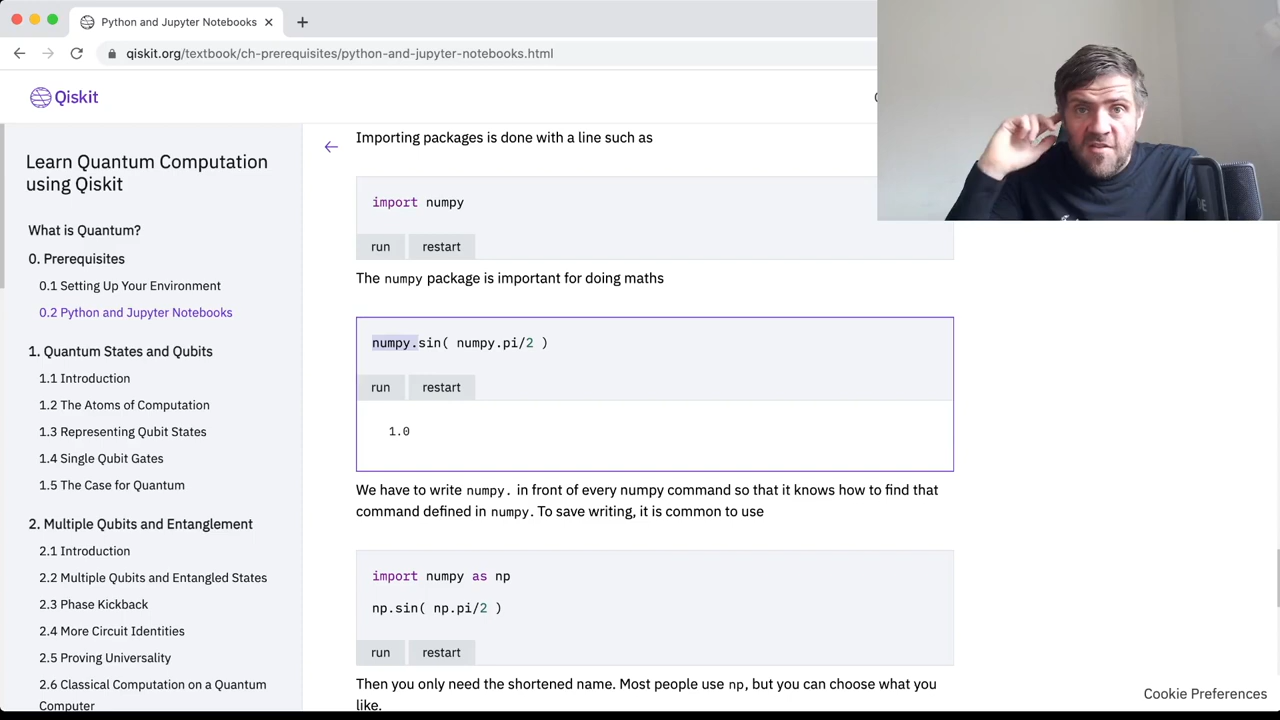 Python and Jupyter Notebooks
qiskit.org/textbook/ch-prerequisites/python-and-jupyter-notebooks.html
Qiskit
Learn Quantum Computation
using Qiskit
What is Quantum?
0. Prerequisites
0.1 Setting Up Your Environment
0.2 Python and Jupyter Notebooks
1. Quantum States and Qubits
1.1 Introduction
1.2 The Atoms of Computation
1.3 Representing Qubit States
1.4 Single Qubit Gates
1.5 The Case for Quantum
2. Multiple Qubits and Entanglement
2.1 Introduction
2.2 Multiple Qubits and Entangled States
2.3 Phase Kickback
2.4 More Circuit Identities
2.5 Proving Universality
2.6 Classical Computation on a Quantum
Computer
Importing packages is done with a line such as
import numpy
run restart
The numpy package is important for doing maths
numpy.sin( numpy.pi/2 )
run restart
1.0
We have to write numpy. in front of every numpy command so that it knows how to find that
command defined in numpy. To save writing, it is common to use
import numpy as np
np.sin( np.pi/2 )
run restart
Then you only need the shortened name. Most people use np, but you can choose what you
like.
Cookie Preferences